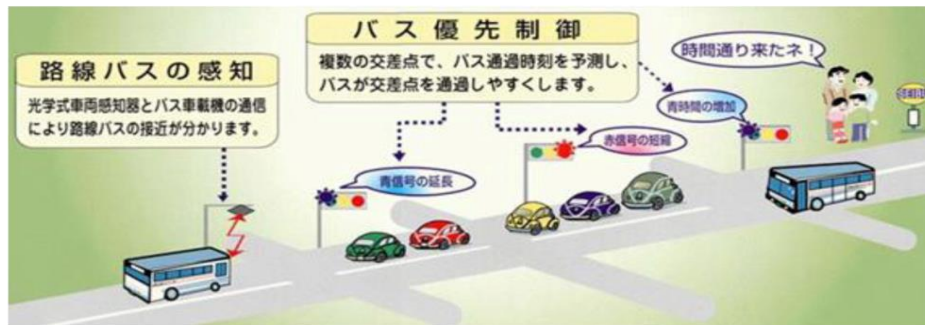 路線バスの感知
光学式車両感知器とバス車載機の通信
により路線バスの接近が分かります。
バス優先制御
複数の交差点で、バス通過時刻を予測し、
バスが交差点を通過しやすくします。
青信号の延長
赤信号の短縮
青時間の増加
時間通り来たネ！